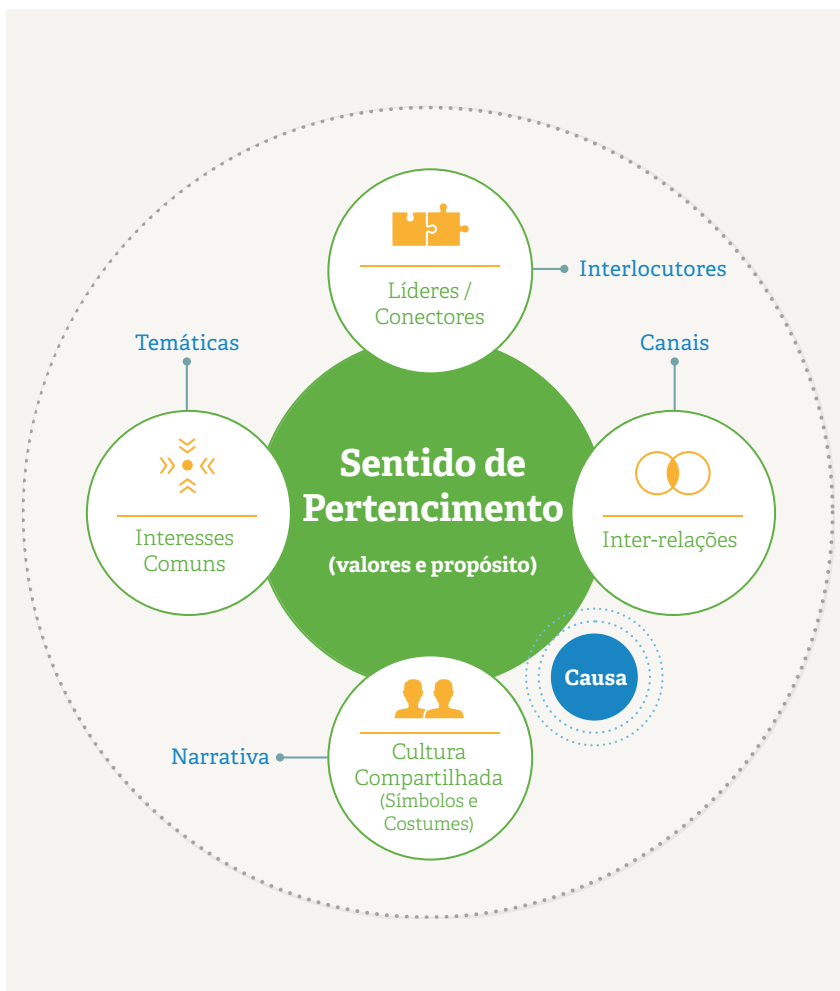 Líderes /
Conectores
Interlocutores
Temáticas
Canais
Interesses
Comuns
Sentido de
Pertencimento
(valores e propósito)
Inter-relações
Causa
Narrativa
Cultura
Compartilhada
(Símbolos e
Costumes)